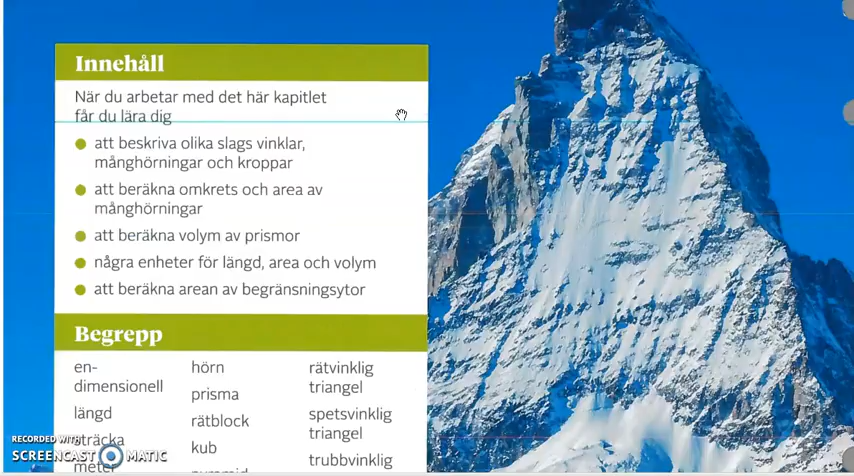 Innehåll
När du arbetar med det här kapitlet
får du lära dig
att beskriva olika slags vinklar,
månghörningar och kroppar
att beräkna omkrets och area av
månghörningar
att beräkna volym av prismor
några enheter för längd, area och volym
att beräkna arean av begränsningsytor
Begrepp
en-
dimensionell
längd
sträcka
meter
hörn
prisma
rätblock
kub
pyramid
rätvinklig
triangel
spetsvinklig
triangel
trubbvinklig
RECORDED WITH
SCREENCAST MATIC